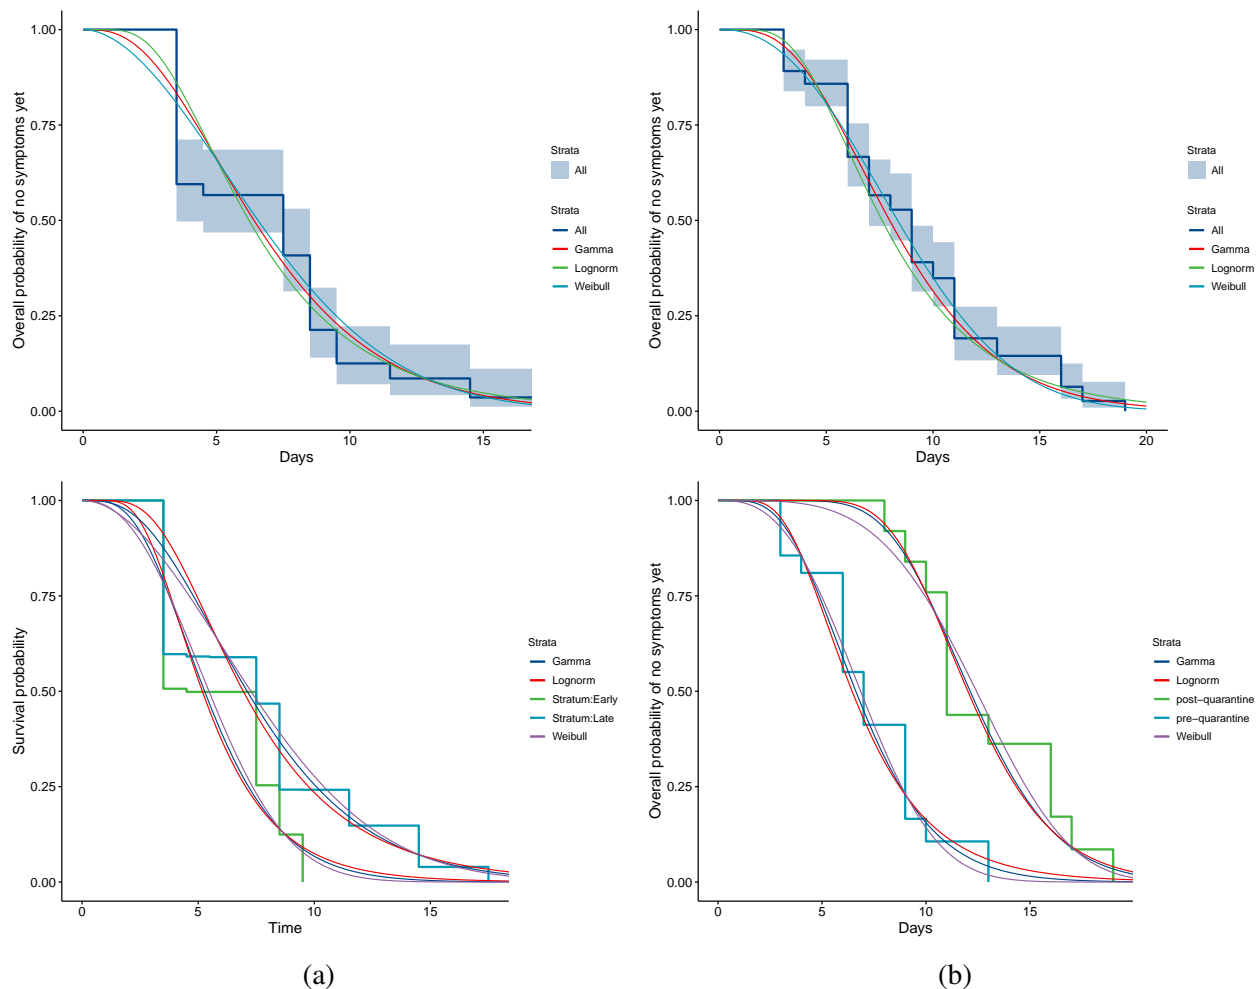 Overall probability of no symptoms yet
1.00
0.75
0.50
0.25
0.00
0
5
10
15
Days
Strata
All
Strata
All
Gamma
Lognorm
Weibull
Overall probability of no symptoms yet
1.00
0.75
0.50
0.25
0.00
0
5
10
15
20
Days
Strata
All
Strata
All
Gamma
Lognorm
Weibull
Survival probability
1.00
0.75
0.50
0.25
0.00
0
5
10
15
Time
Strata
Gamma
Lognorm
Stratum:Early
Stratum:Late
Weibull
Overall probability of no symptoms yet
1.00
0.75
0.50
0.25
0.00
0
5
10
15
Days
Strata
Gamma
Lognorm
post−quarantine
pre−quarantine
Weibull
(a)
(b)